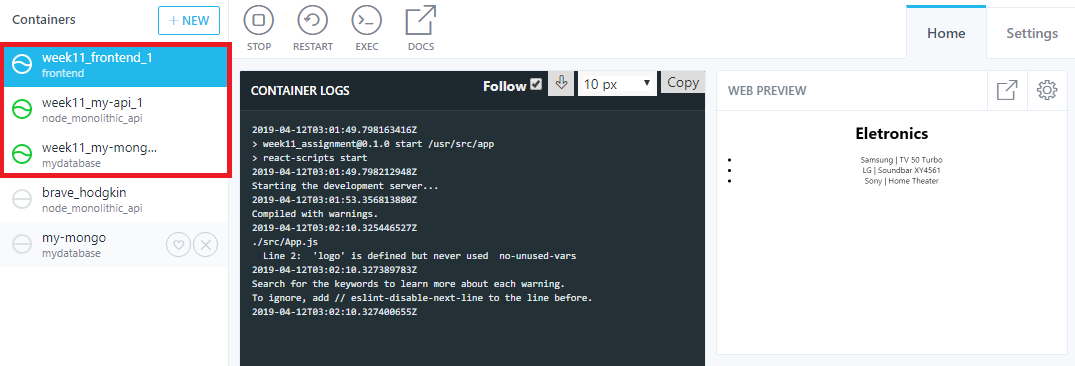 Containers
+ NEW
week11_frontend_1
frontend
week11_my-api_1
node_monolithic_api
week11_my-mong...
mydatabase
brave_hodgkin
node_monolithic_api
my-mongo
mydatabase
STOP
RESTART
EXEC
DOCS
Home
Settings
CONTAINER LOGS
Follow
10 px
Copy
2019-04-12T03:01:49.798163416Z
> week11_assignment@0.1.0 start /usr/src/app
> react-scripts start
2019-04-12T03:01:49.798212948Z
Starting the development server...
2019-04-12T03:01:53.356813880Z
Compiled with warnings.
2019-04-12T03:02:10.325446527Z
./src/App.js
Line 2:  'logo' is defined but never used  no-unused-vars
2019-04-12T03:02:10.327389783Z
Search for the keywords to learn more about each warning.
To ignore, add // eslint-disable-next-line to the line before.
2019-04-12T03:02:10.327400655Z
WEB PREVIEW
Eletronics
Samsung | TV 50 Turbo
LG | Soundbar XY4561
Sony | Home Theater